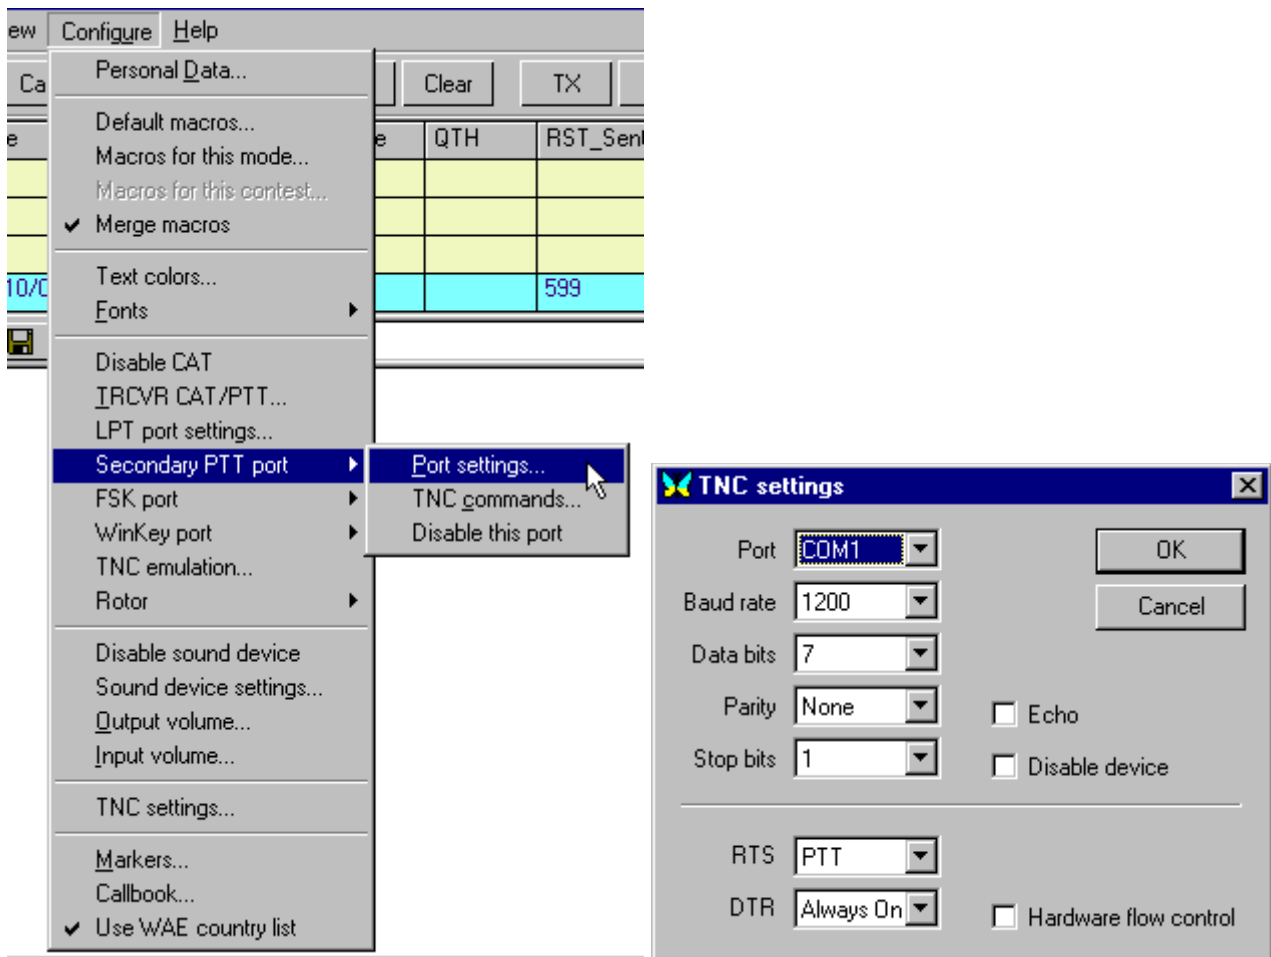 ew Configure Help
Ca Clear TX
Personal Data...
e e QTH RST_Sent
Default macros...
Macros for this mode...
Macros for this contest...
Merge macros
Text colors...
10/0 599
Fonts
Disable CAT
TRCVR CAT/PTT...
LPT port settings...
Secondary PTT port
FSK port
WinKey port
TNC emulation...
Rotor
Disable sound device
Sound device settings...
Output volume...
Input volume...
TNC settings...
Markers...
Callbook...
Use WAE country list
Port settings...
TNC commands...
Disable this port
TNC settings
Port COM1 OK
Baud rate 1200 Cancel
Data bits 7
Parity None Echo
Stop bits 1 Disable device
RTS PTT
DTR Always On Hardware flow control